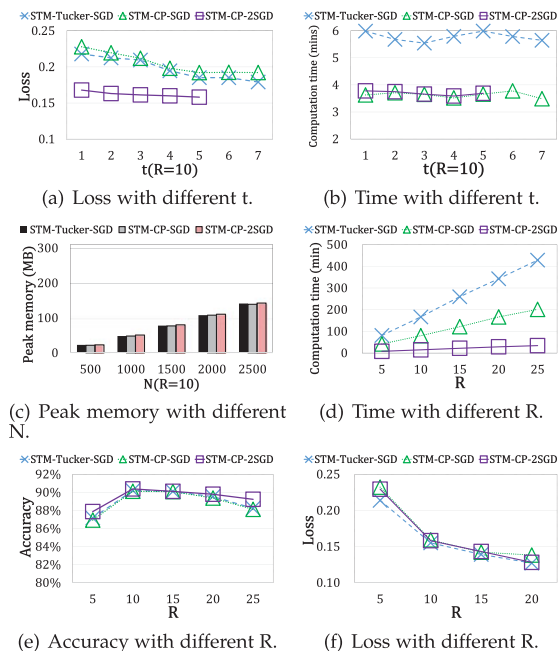 STM-Tucker-SGD STM-CP-SGD STM-CP-2SGD
0.25
0.2
0.15
0.1
Loss
1 2 3 4 5 6 7
t(R=10)
(a) Loss with different t.
STM-Tucker-SGD STM-CP-SGD STM-CP-2SGD
6
5
4
3
2
Computation time (mins)
1 2 3 4 5 6 7
t(R=10)
(b) Time with different t.
STM-Tucker-SGD STM-CP-SGD STM-CP-2SGD
300
200
100
0
Peak memory (MB)
500 1000 1500 2000 2500
N(R=10)
(c) Peak memory with different
N.
STM-Tucker-SGD STM-CP-SGD STM-CP-2SGD
500
400
300
200
100
0
Computation time (min)
5 10 15 20 25
R
(d) Time with different R.
STM-Tucker-SGD STM-CP-SGD STM-CP-2SGD
92%
90%
88%
86%
84%
82%
80%
Accuracy
5 10 15 20 25
R
(e) Accuracy with different R.
STM-Tucker-SGD STM-CP-SGD STM-CP-2SGD
0.25
0.20
0.15
0.10
Loss
5 10 15 20
R
(f) Loss with different R.